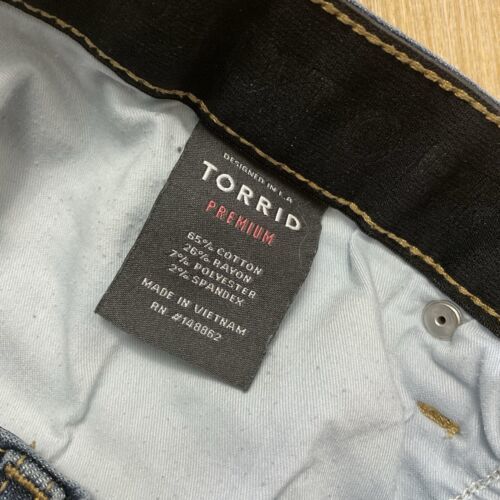 DESIGNED IN L.A.
TORRID
PREMIUM
65% COTTON
26% RAYON
7% POLYESTER
2% SPANDEX
MADE IN VIETNAM
RN #148862